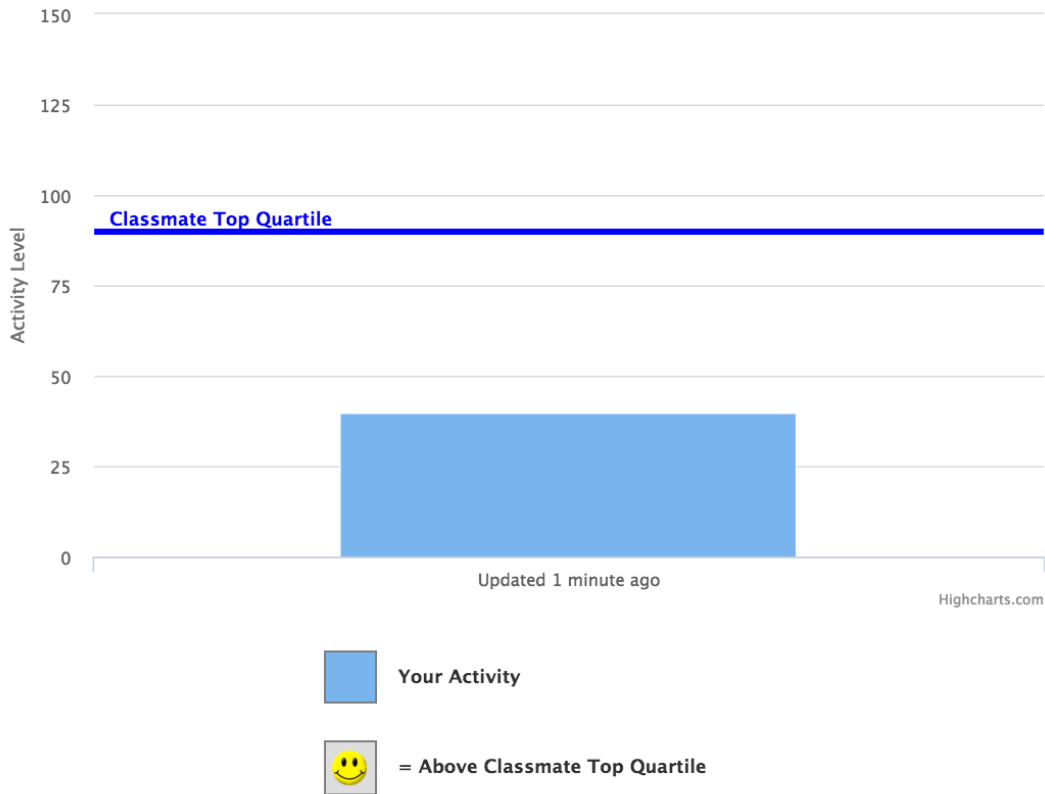 150
125
100
Classmate Top Quartile
Activity Level
75
50
25
0
Updated 1 minute ago
Highcharts.com
Your Activity
= Above Classmate Top Quartile